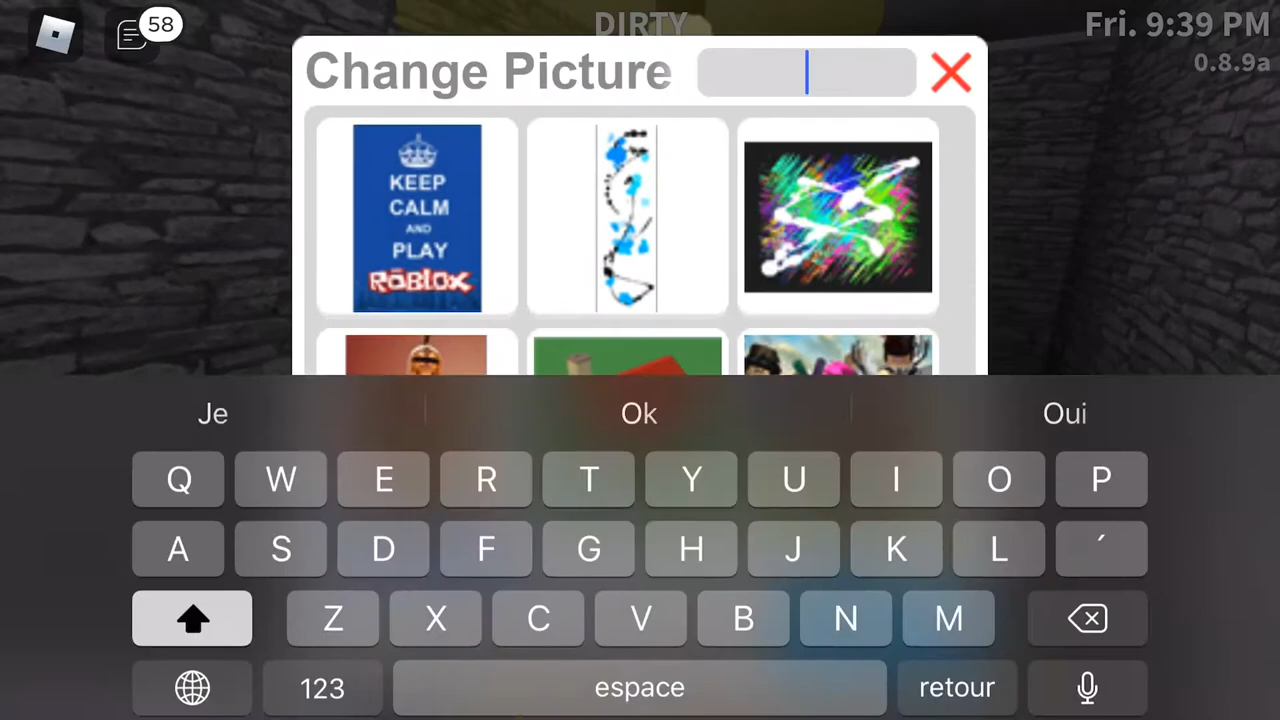 58
DIRTY
Fri. 9:39 PM
0.8.9a
Change Picture
KEEP
CALM
AND
PLAY
ROBLOX
Je Ok Oui
Q W E R T Y U I O P
A S D F G H J K L ´
Z X C V B N M
123 espace retour